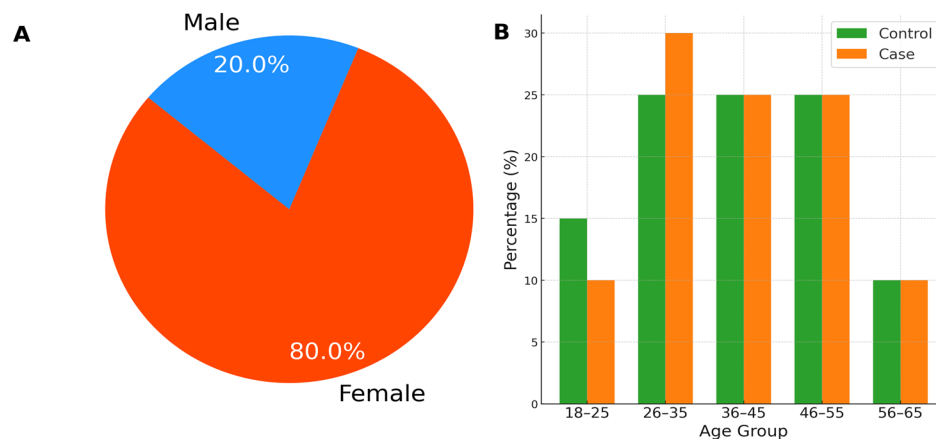 A
Male
20.0%
80.0%
Female
B
Control
Case
Percentage (%)
30
25
20
15
10
5
0
18–25 26–35 36–45 46–55 56–65
Age Group